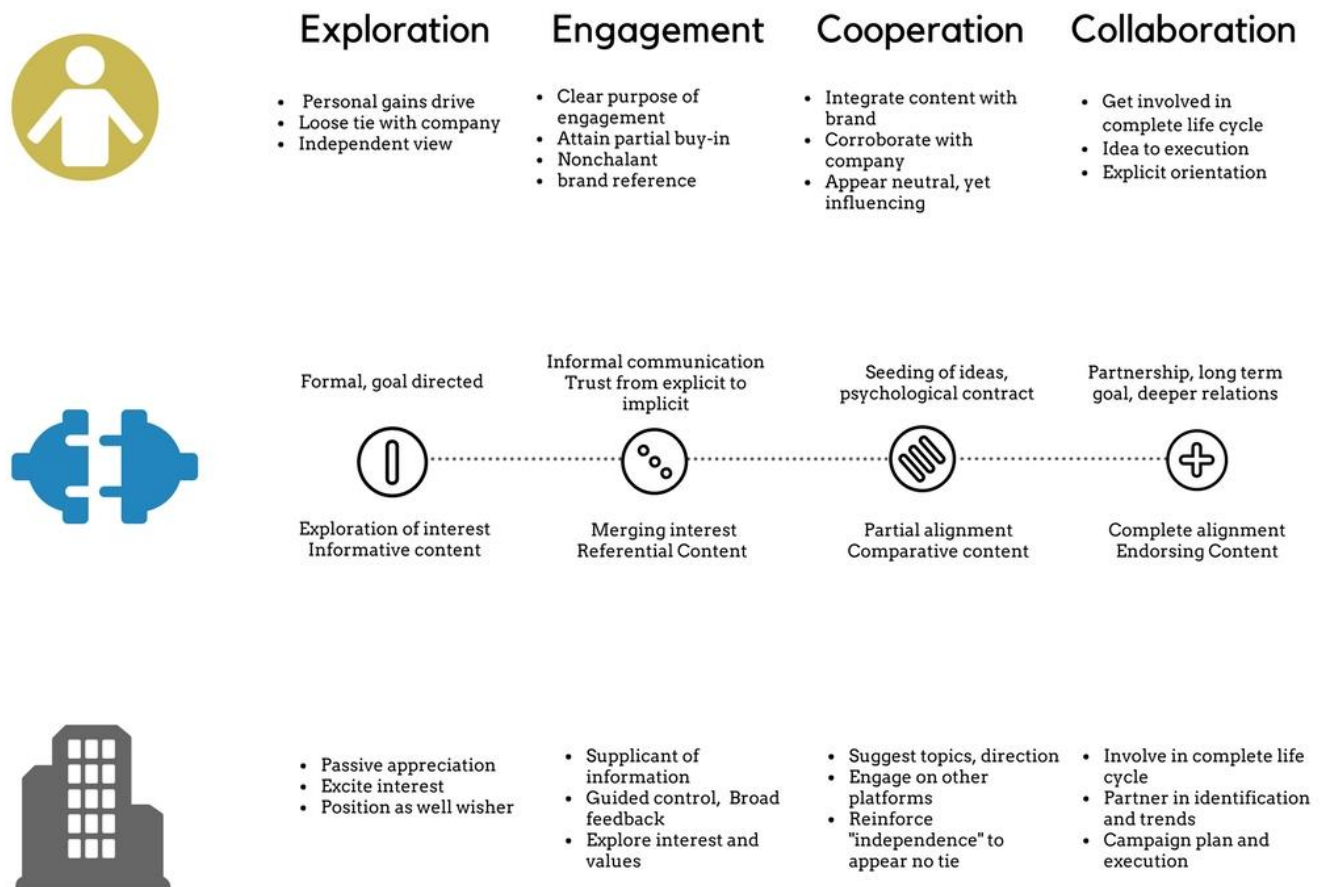 Exploration
Engagement
Cooperation
Collaboration
• Personal gains drive
• Loose tie with company
• Independent view
• Clear purpose of
engagement
• Attain partial buy-in
• Nonchalant
• brand reference
• Integrate content with
brand
• Corroborate with
company
• Appear neutral, yet
influencing
• Get involved in
complete life cycle
• Idea to execution
• Explicit orientation
Formal, goal directed
Informal communication
Trust from explicit to
implicit
Seeding of ideas,
psychological contract
Partnership, long term
goal, deeper relations
Exploration of interest
Informative content
Merging interest
Referential Content
Partial alignment
Comparative content
Complete alignment
Endorsing Content
• Passive appreciation
• Excite interest
• Position as well wisher
• Supplicant of
information
• Guided control, Broad
feedback
• Explore interest and
values
• Suggest topics, direction
• Engage on other
platforms
• Reinforce
"independence" to
appear no tie
• Involve in complete life
cycle
• Partner in identification
and trends
• Campaign plan and
execution